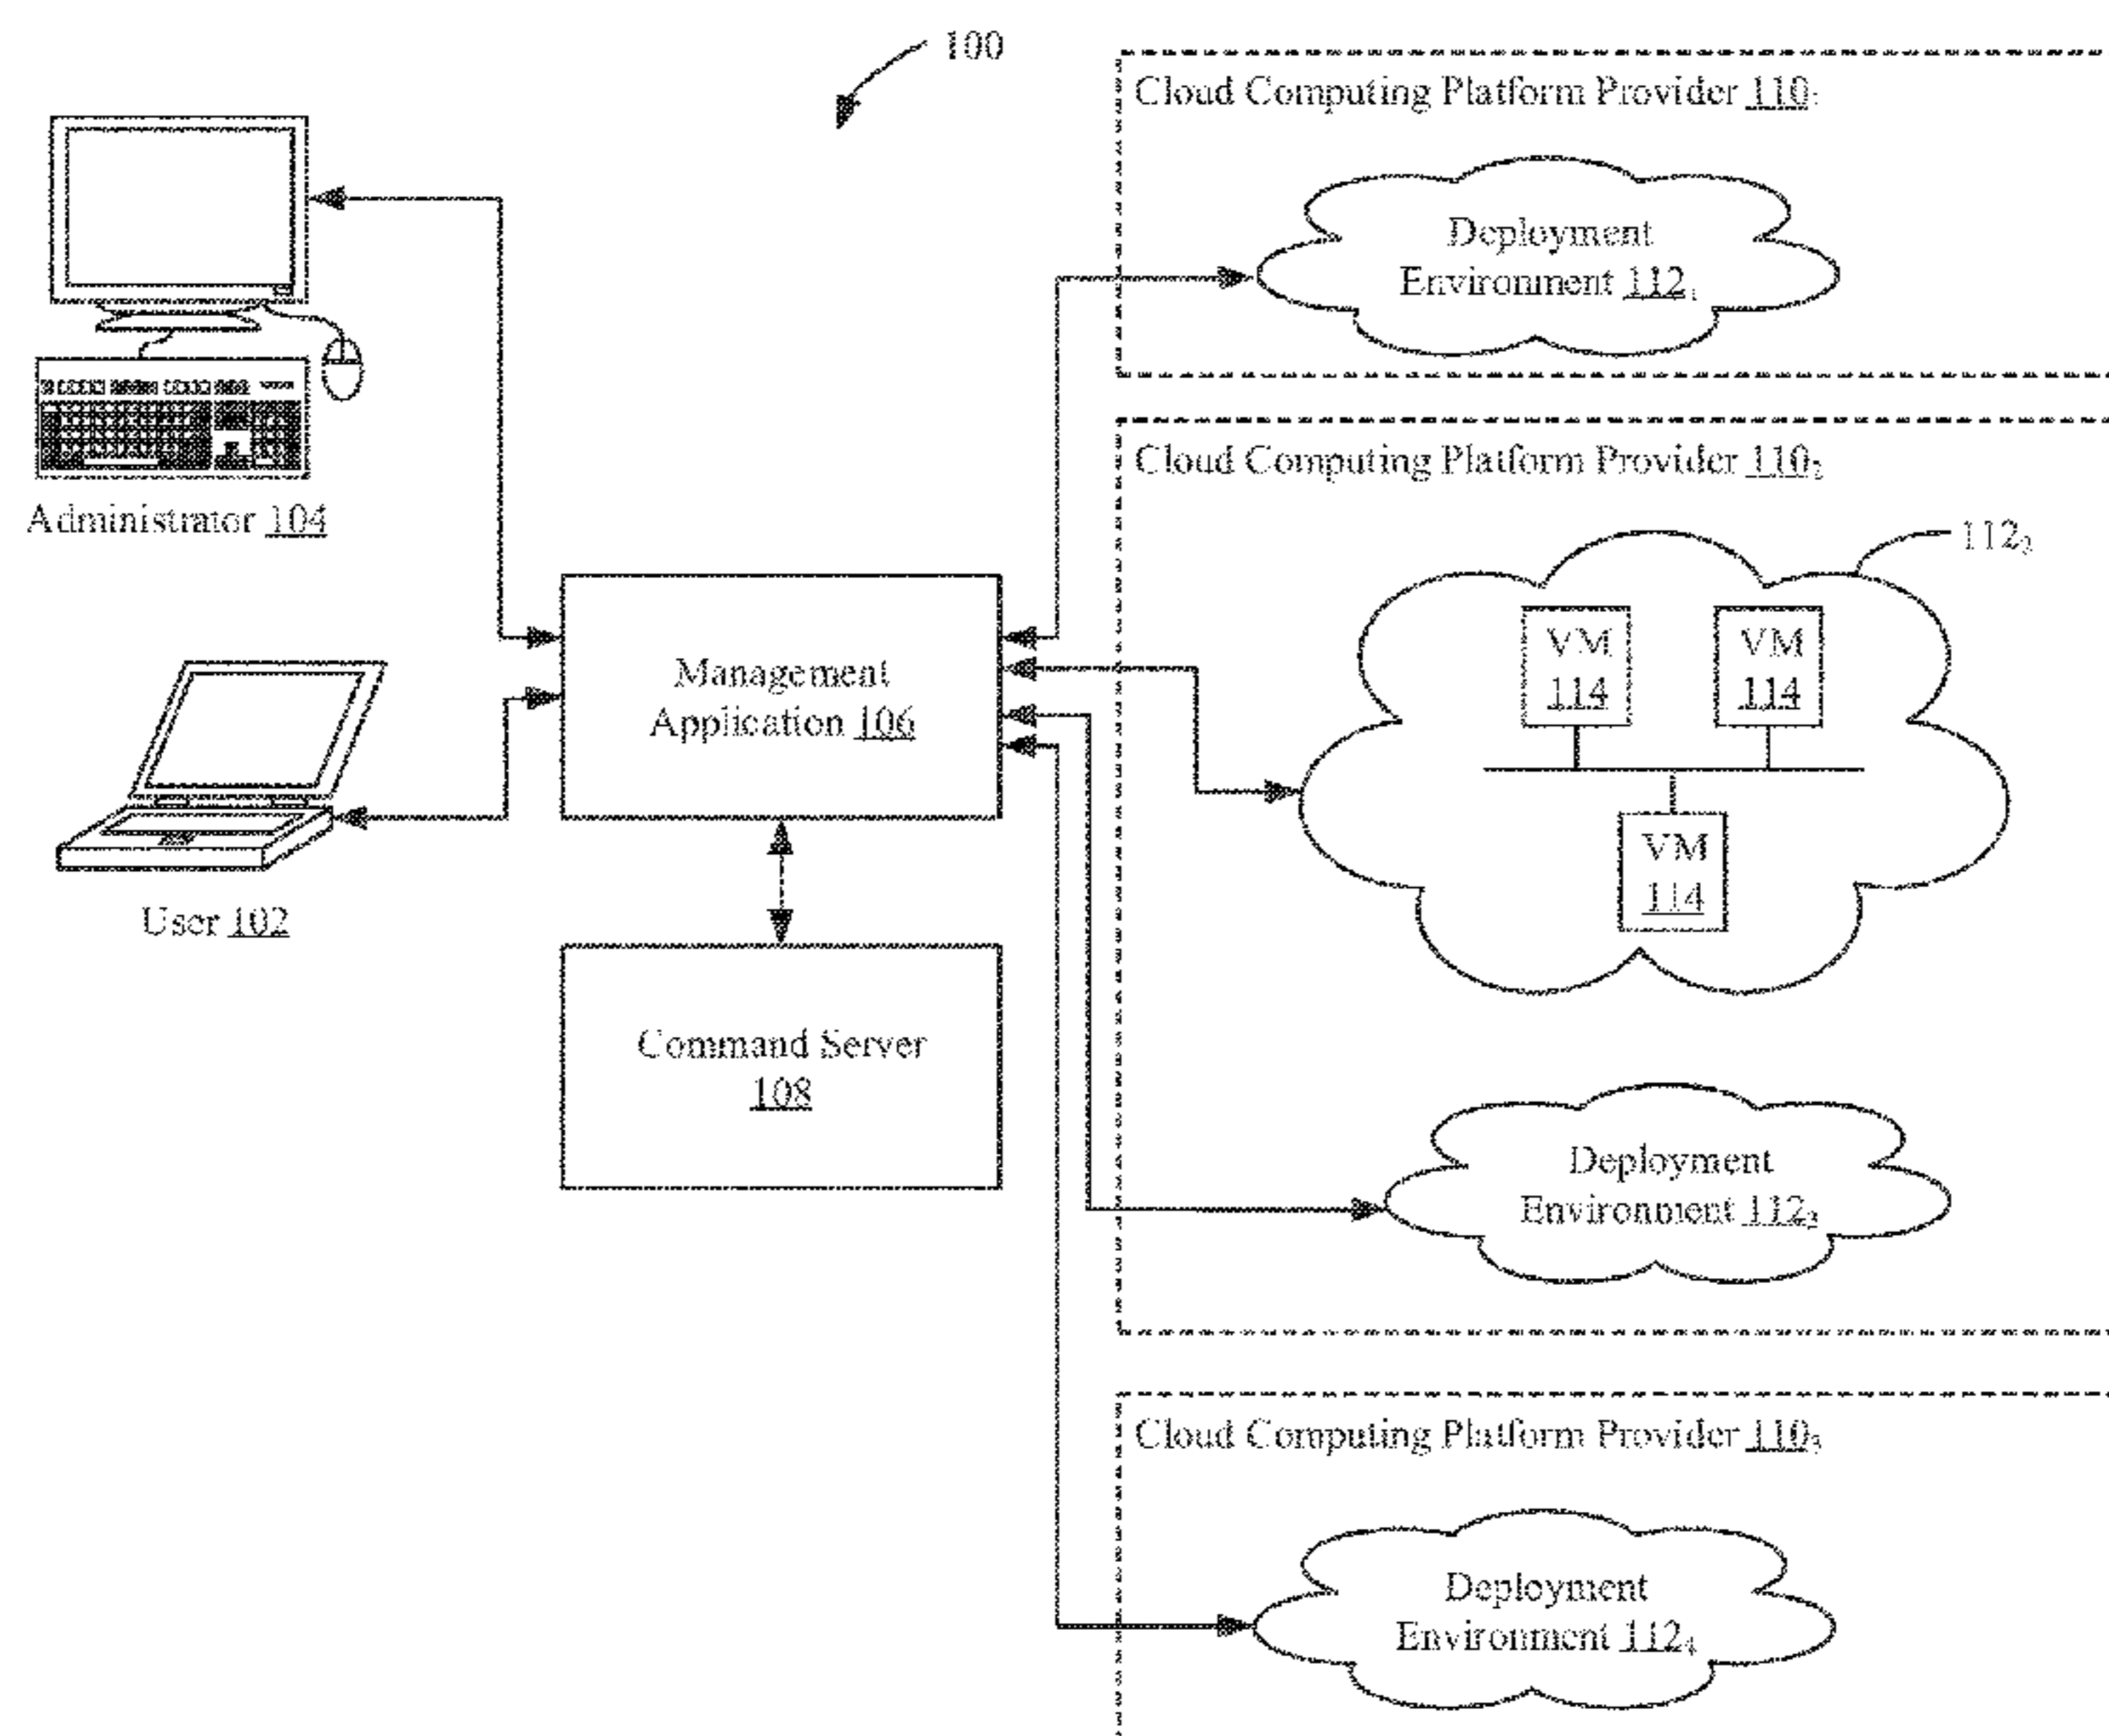 100
Cloud Computing Platform Provider 110₁
Deployment
Environment 112₁
Administrator 104
Cloud Computing Platform Provider 110₂
112₂
VM
114
VM
114
Management
Application 106
VM
114
User 102
Command Server
108
Deployment
Environment 112₃
Cloud Computing Platform Provider 110₃
Deployment
Environment 112₄